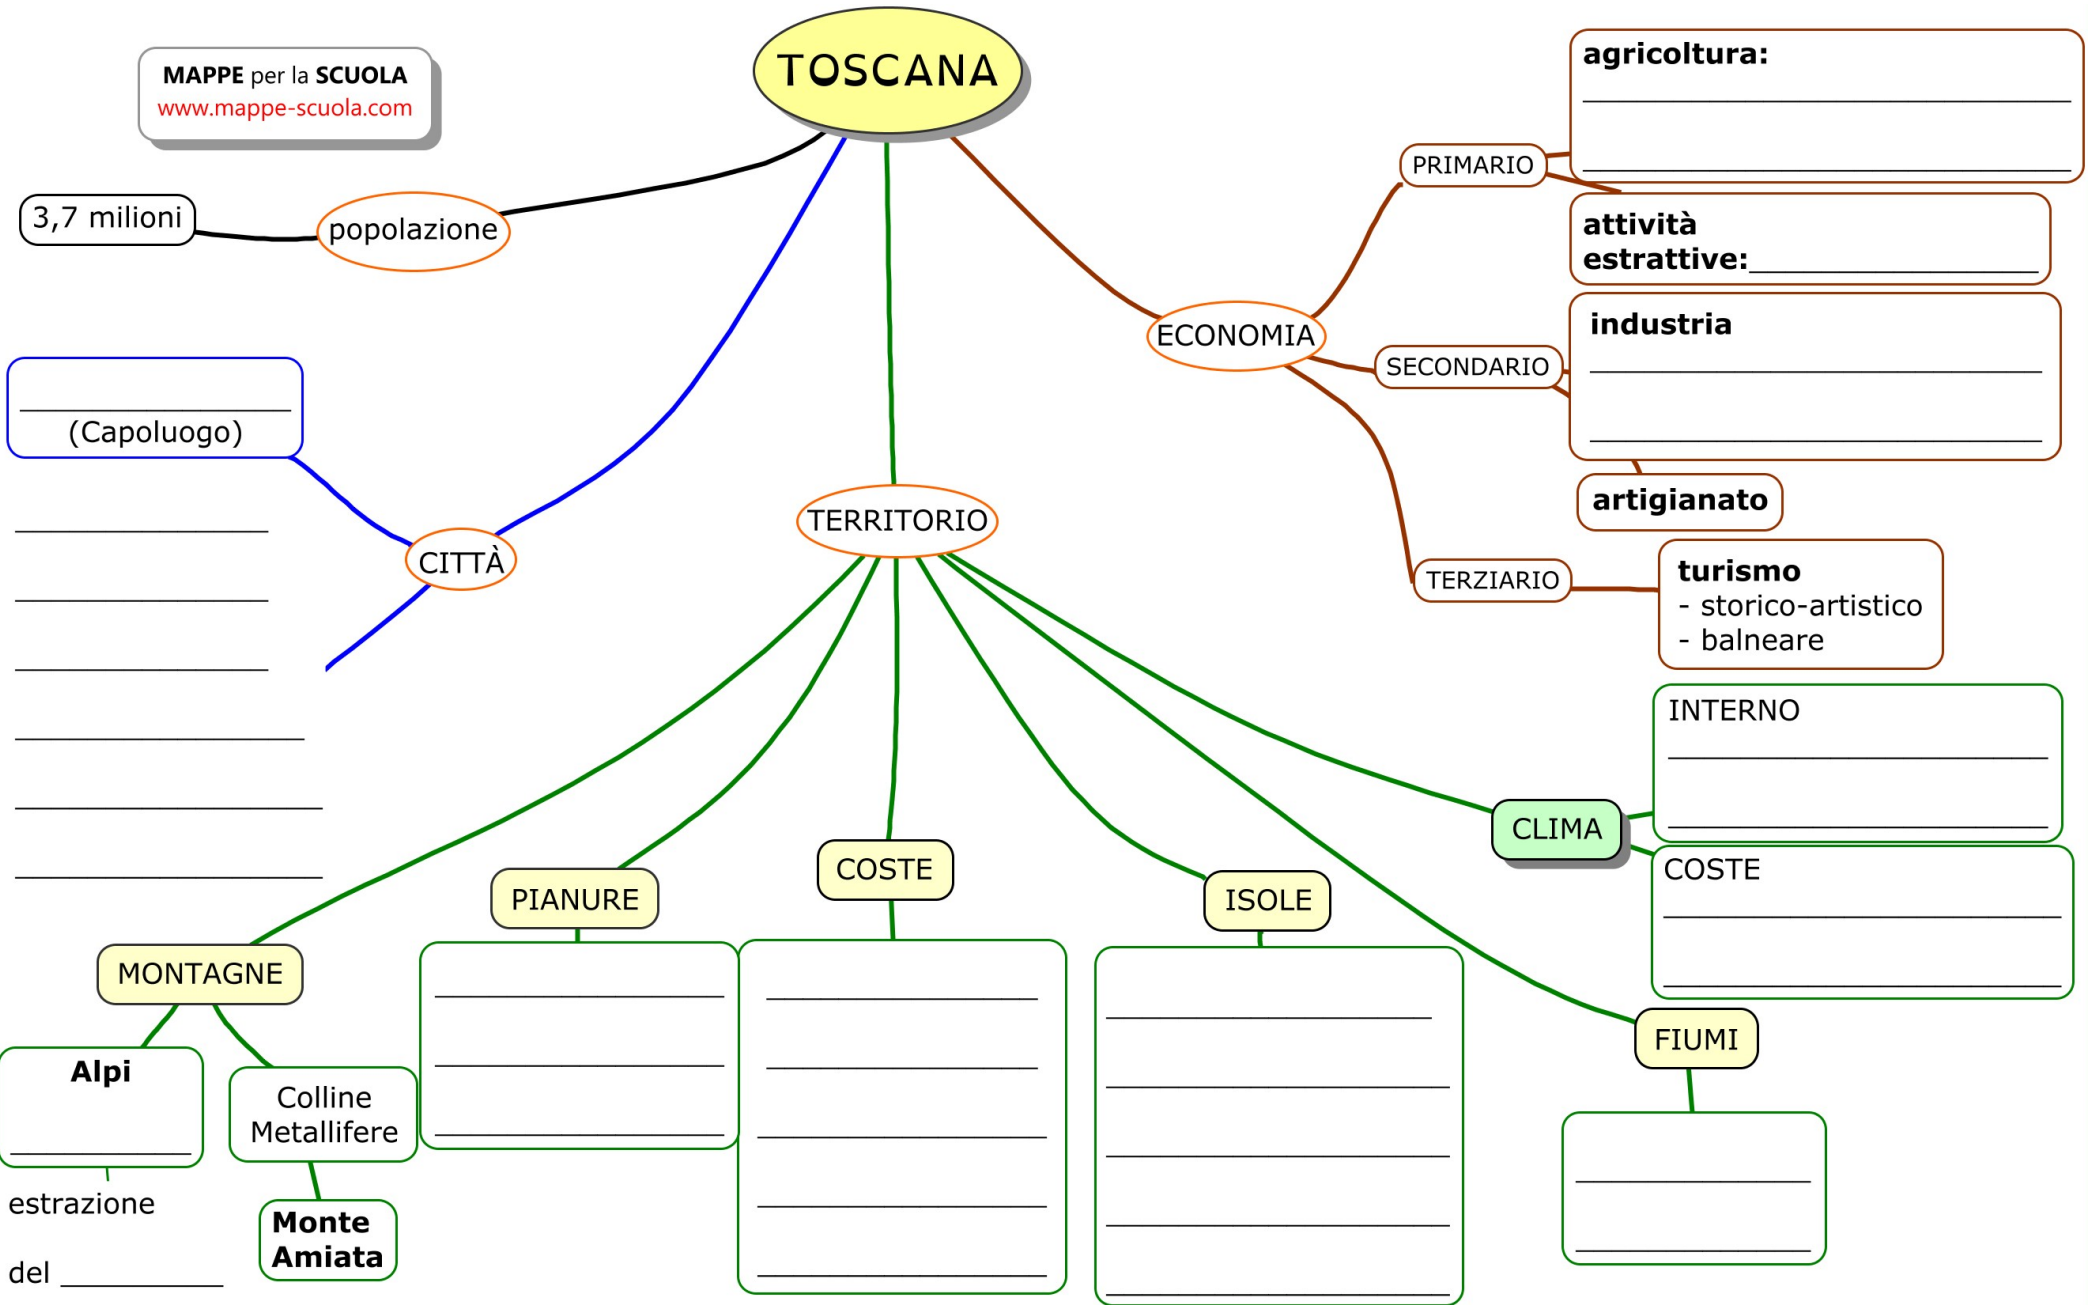 TOSCANA
MAPPE per la SCUOLA
www.mappe-scuola.com
popolazione
3,7 milioni
CITTÀ
(Capoluogo)
ECONOMIA
PRIMARIO
agricoltura:
attività
estrattive:
SECONDARIO
industria
artigianato
TERZIARIO
turismo
- storico-artistico
- balneare
TERRITORIO
MONTAGNE
Alpi
estrazione
del
Colline
Metallifere
Monte
Amiata
PIANURE
COSTE
ISOLE
FIUMI
CLIMA
INTERNO
COSTE